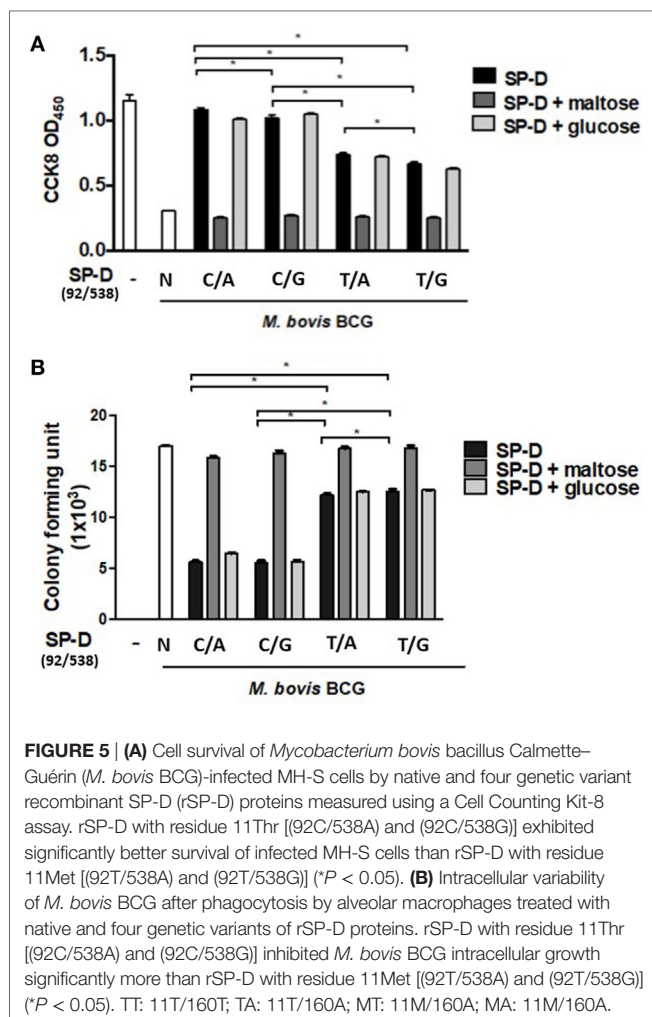 A
*
*
*
*
*
*
CCK8 OD450
1.5
1.0
0.5
0.0
SP-D
SP-D + maltose
SP-D + glucose
SP-D
(92/538)
-
N
C/A
C/G
T/A
T/G
M. bovis BCG
B
*
*
*
*
*
Colony forming unit
(1x10³)
20
15
10
5
0
SP-D
SP-D + maltose
SP-D + glucose
SP-D
(92/538)
-
N
C/A
C/G
T/A
T/G
M. bovis BCG
FIGURE 5 | (A) Cell survival of Mycobacterium bovis bacillus Calmette–
Guérin (M. bovis BCG)-infected MH-S cells by native and four genetic variant
recombinant SP-D (rSP-D) proteins measured using a Cell Counting Kit-8
assay. rSP-D with residue 11Thr [(92C/538A) and (92C/538G)] exhibited
significantly better survival of infected MH-S cells than rSP-D with residue
11Met [(92T/538A) and (92T/538G)] (*P < 0.05). (B) Intracellular variability
of M. bovis BCG after phagocytosis by alveolar macrophages treated with
native and four genetic variants of rSP-D proteins. rSP-D with residue 11Thr
[(92C/538A) and (92C/538G)] inhibited M. bovis BCG intracellular growth
significantly more than rSP-D with residue 11Met [(92T/538A) and (92T/538G)]
(*P < 0.05). TT: 11T/160T; TA: 11T/160A; MT: 11M/160A; MA: 11M/160A.